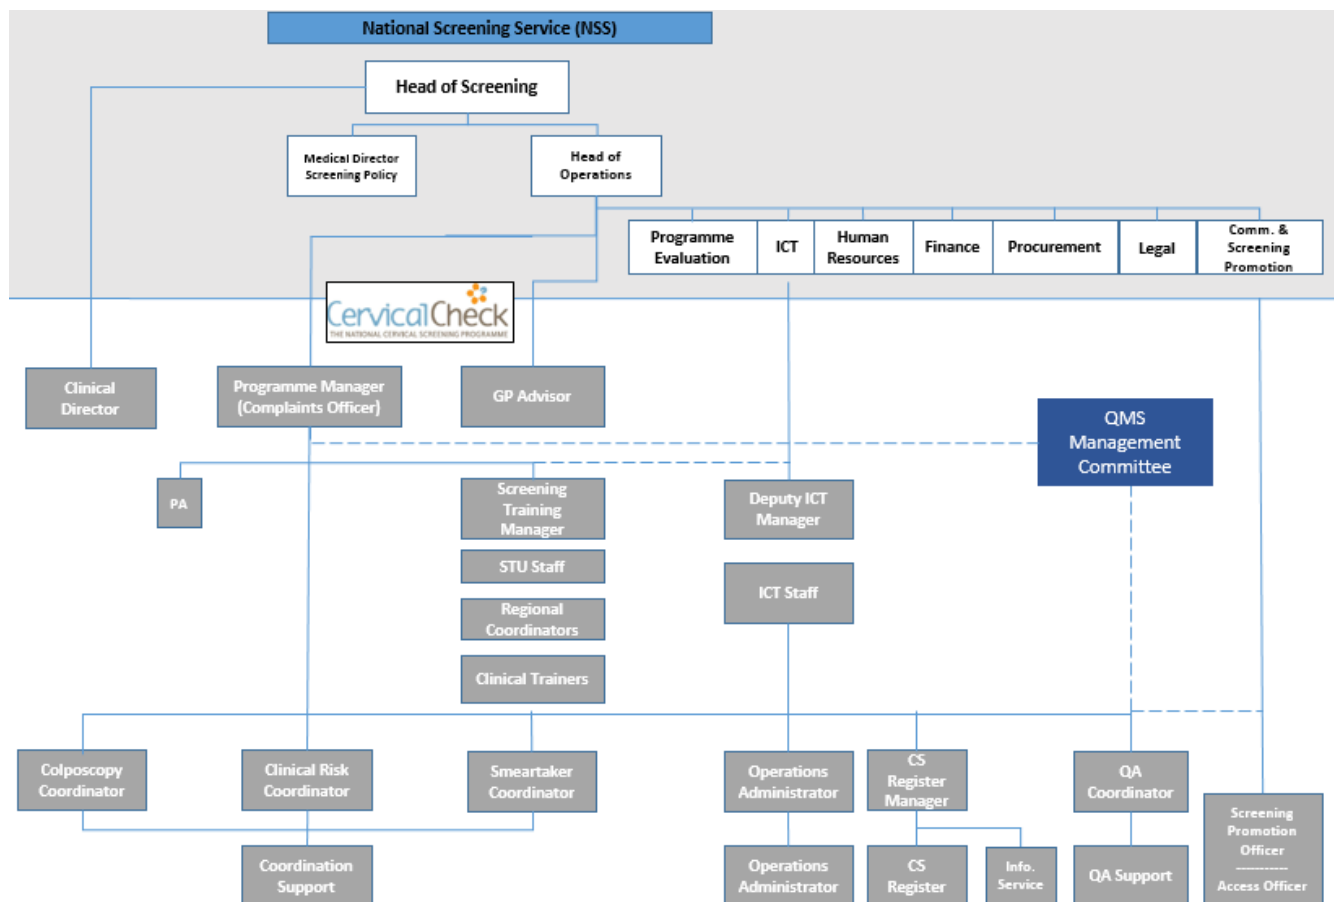 National Screening Service (NSS)
Head of Screening
Medical Director
Screening Policy
Head of
Operations
Programme
Evaluation
ICT
Human
Resources
Finance
Procurement
Legal
Comm. &
Screening
Promotion
CervicalCheck
THE NATIONAL CERVICAL SCREENING PROGRAMME
Clinical
Director
Programme Manager
(Complaints Officer)
GP Advisor
QMS
Management
Committee
PA
Screening
Training
Manager
Deputy ICT
Manager
STU Staff
ICT Staff
Regional
Coordinators
Clinical Trainers
Colposcopy
Coordinator
Clinical Risk
Coordinator
Smeartaker
Coordinator
Operations
Administrator
CS
Register
Manager
QA
Coordinator
Screening
Promotion
Officer
-----------
Access Officer
Coordination
Support
Operations
Administrator
CS
Register
Info.
Service
QA Support